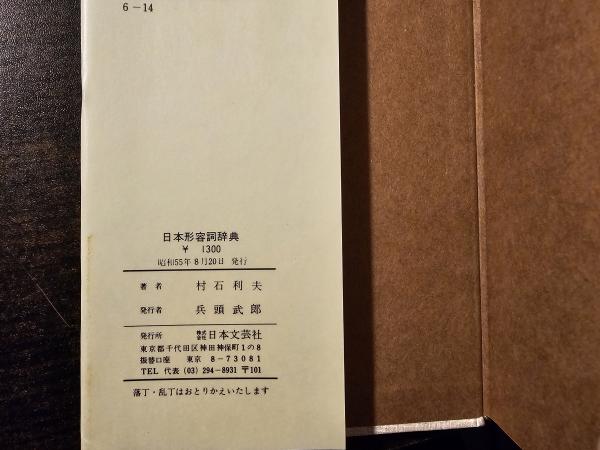 6－14
日本形容詞辞典
￥ 1300
昭和55年8月20日 発行
著者 村石利夫
発行者 兵頭武郎
発行所 株式会社日本文芸社
東京都千代田区神田神保町1の8
振替口座 東京 8－73081
TEL 代表 (03) 294－8931 〒101
落丁・乱丁はおとりかえいたします